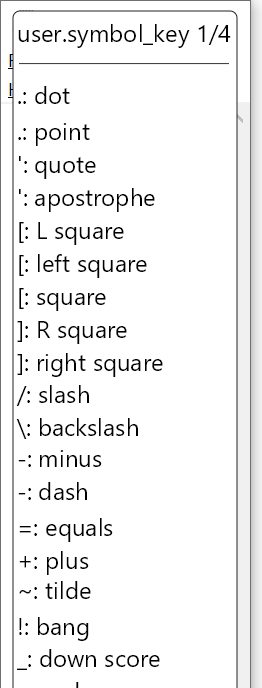 user.symbol_key 1/4
.: dot
.: point
': quote
': apostrophe
[: L square
[: left square
[: square
]: R square
]: right square
/: slash
\: backslash
-: minus
-: dash
=: equals
+: plus
~: tilde
!: bang
_: down score